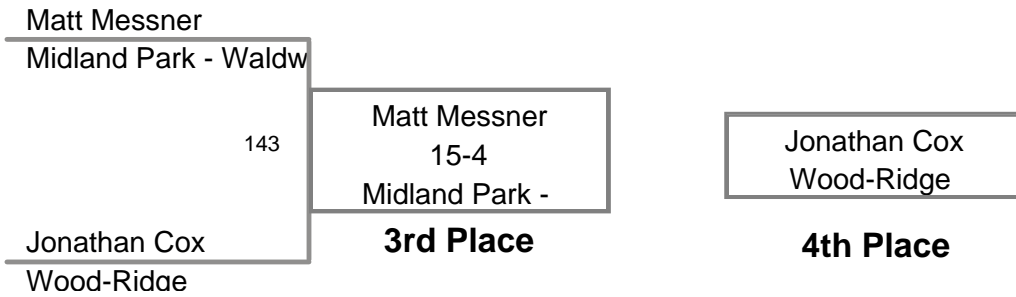 Matt Messner
Midland Park - Waldw
143
Matt Messner
15-4
Midland Park -
3rd Place
Jonathan Cox
Wood-Ridge
4th Place
Jonathan Cox
Wood-Ridge